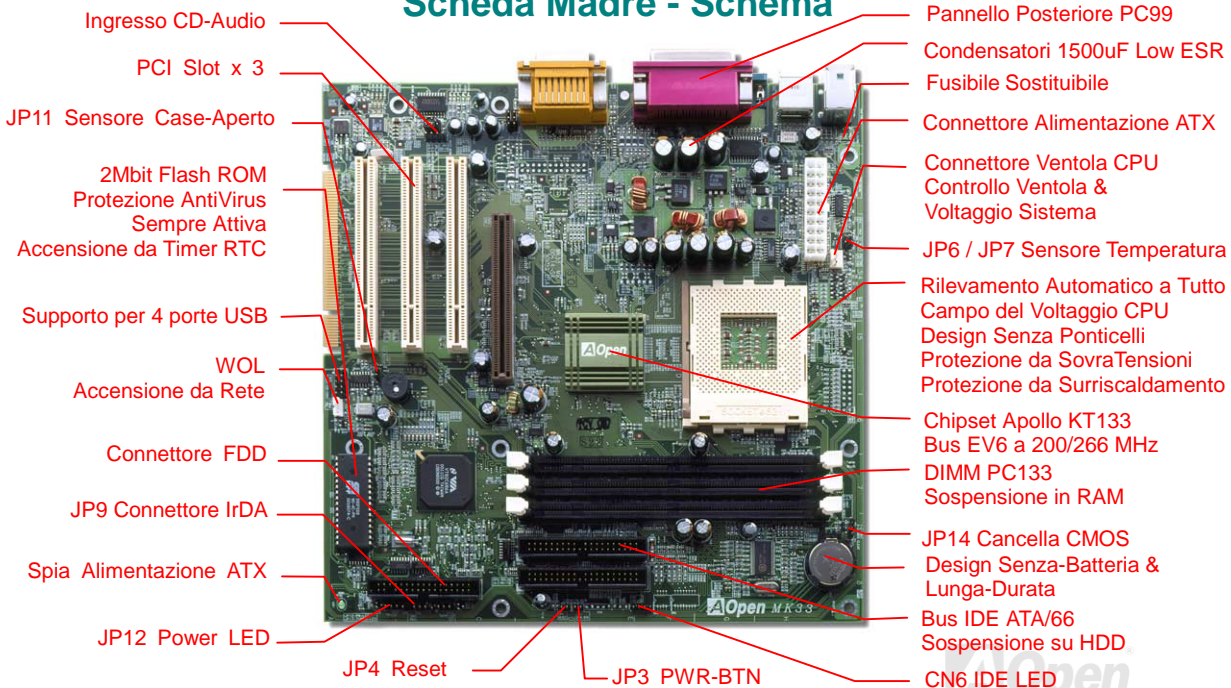 Scheda Madre - Schema
Ingresso CD-Audio
PCI Slot x 3
JP11 Sensore Case-Aperto
2Mbit Flash ROM
Protezione AntiVirus
Sempre Attiva
Accensione da Timer RTC
Supporto per 4 porte USB
WOL
Accensione da Rete
Connettore FDD
JP9 Connettore IrDA
Spia Alimentazione ATX
JP12 Power LED
JP4 Reset
JP3 PWR-BTN
Pannello Posteriore PC99
Condensatori 1500uF Low ESR
Fusibile Sostituibile
Connettore Alimentazione ATX
Connettore Ventola CPU
Controllo Ventola &
Voltaggio Sistema
JP6 / JP7 Sensore Temperatura
Rilevamento Automatico a Tutto
Campo del Voltaggio CPU
Design Senza Ponticelli
Protezione da SovraTensioni
Protezione da Surriscaldamento
Chipset Apollo KT133
Bus EV6 a 200/266 MHz
DIMM PC133
Sospensione in RAM
JP14 Cancella CMOS
Design Senza-Batteria &
Lunga-Durata
Bus IDE ATA/66
Sospensione su HDD
CN6 IDE LED
AOpen
VIA
SOCKET 462
AOpen MK33
AOpen